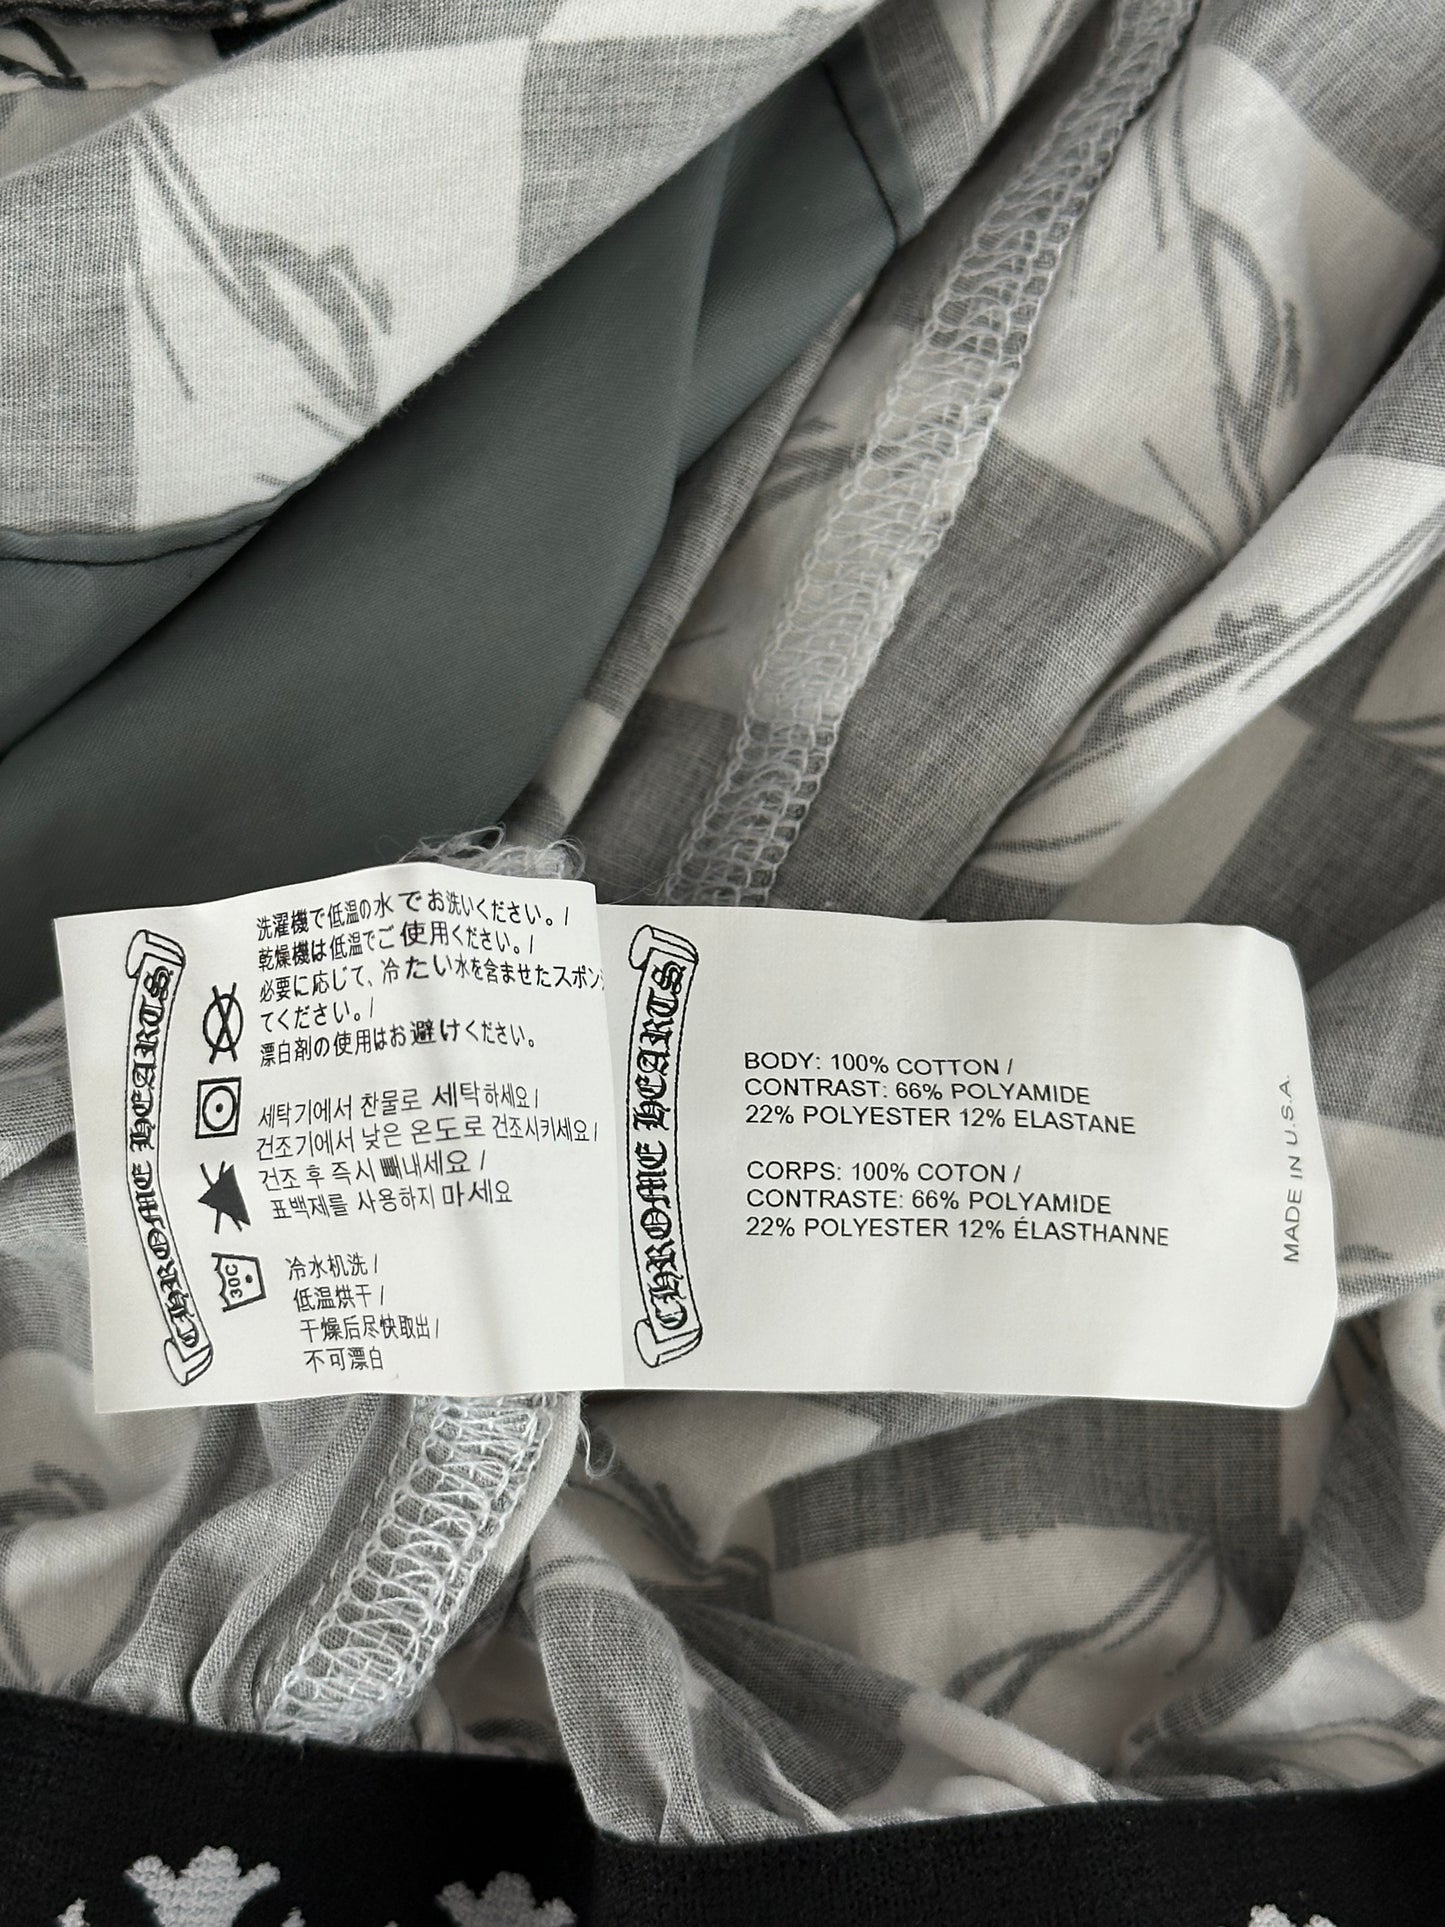 CHROME HEARTS
洗濯機で低温の水でお洗いください。/
乾燥機は低温でご使用ください。/
必要に応じて、冷たい水を含ませたスポン
てください。/
漂白剤の使用はお避けください。
세탁기에서 찬물로 세탁하세요/
건조기에서 낮은 온도로 건조시키세요/
건조 후 즉시 빼내세요 /
표백제를 사용하지 마세요
30C
冷水机洗/
低温烘干/
干燥后尽快取出/
不可漂白
CHROME HEARTS
BODY: 100% COTTON /
CONTRAST: 66% POLYAMIDE
22% POLYESTER 12% ELASTANE
CORPS: 100% COTON /
CONTRASTE: 66% POLYAMIDE
22% POLYESTER 12% ÉLASTHANNE
MADE IN U.S.A.